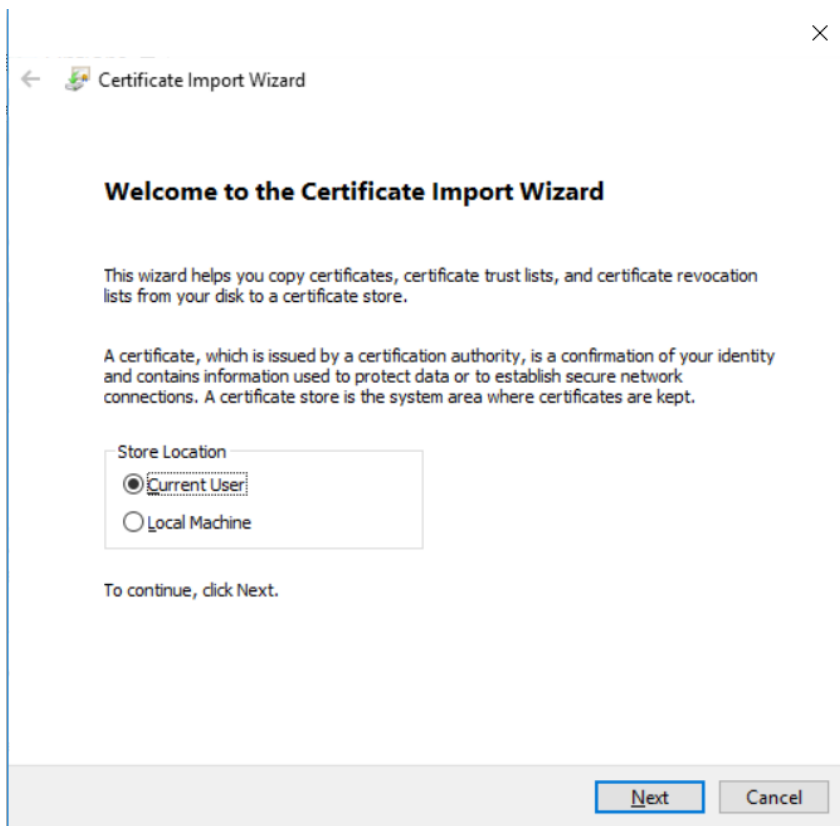 Certificate Import Wizard
Welcome to the Certificate Import Wizard
This wizard helps you copy certificates, certificate trust lists, and certificate revocation
lists from your disk to a certificate store.
A certificate, which is issued by a certification authority, is a confirmation of your identity
and contains information used to protect data or to establish secure network
connections. A certificate store is the system area where certificates are kept.
Store Location
Current User
Local Machine
To continue, click Next.
Next Cancel